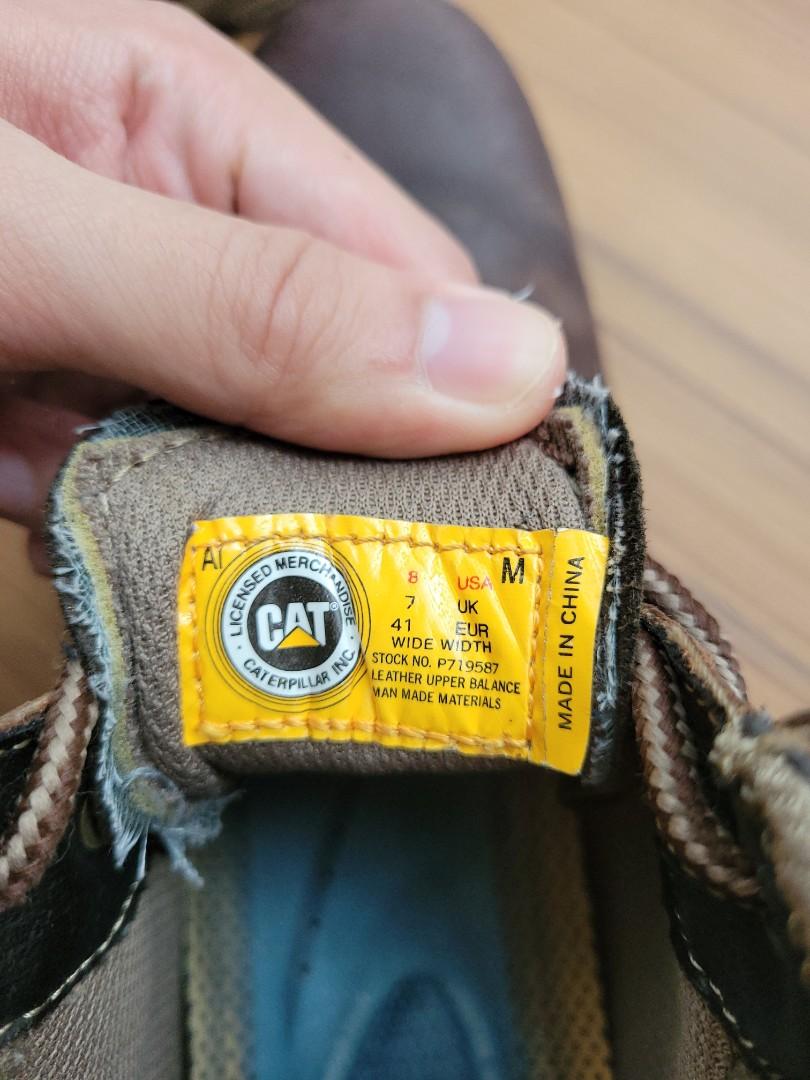 AI
LICENSED MERCHANDISE
CAT®
CATERPILLAR INC.
8 USA M
7 UK
41 EUR
WIDE WIDTH
STOCK NO. P719587
LEATHER UPPER BALANCE
MAN MADE MATERIALS
MADE IN CHINA